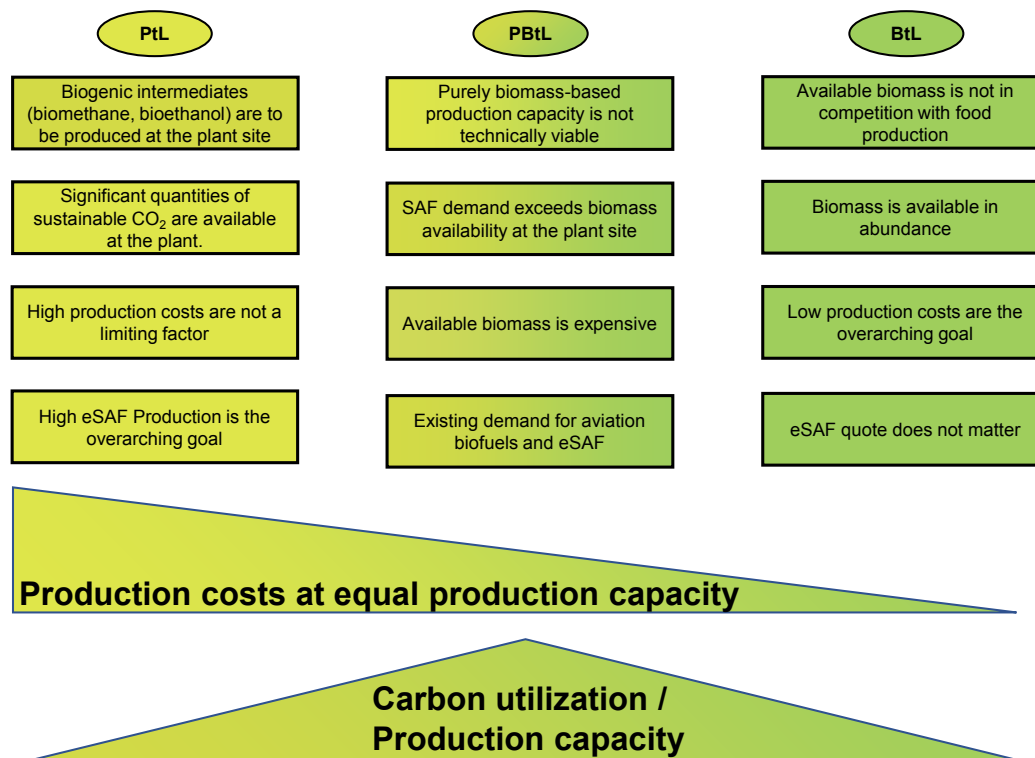 PtL
PBtL
BtL
Biogenic intermediates
(biomethane, bioethanol) are to
be produced at the plant site
Purely biomass-based
production capacity is not
technically viable
Available biomass is not in
competition with food
production
Significant quantities of
sustainable CO₂ are available
at the plant.
SAF demand exceeds biomass
availability at the plant site
Biomass is available in
abundance
High production costs are not a
limiting factor
Available biomass is expensive
Low production costs are the
overarching goal
High eSAF Production is the
overarching goal
Existing demand for aviation
biofuels and eSAF
eSAF quote does not matter
Production costs at equal production capacity
Carbon utilization /
Production capacity